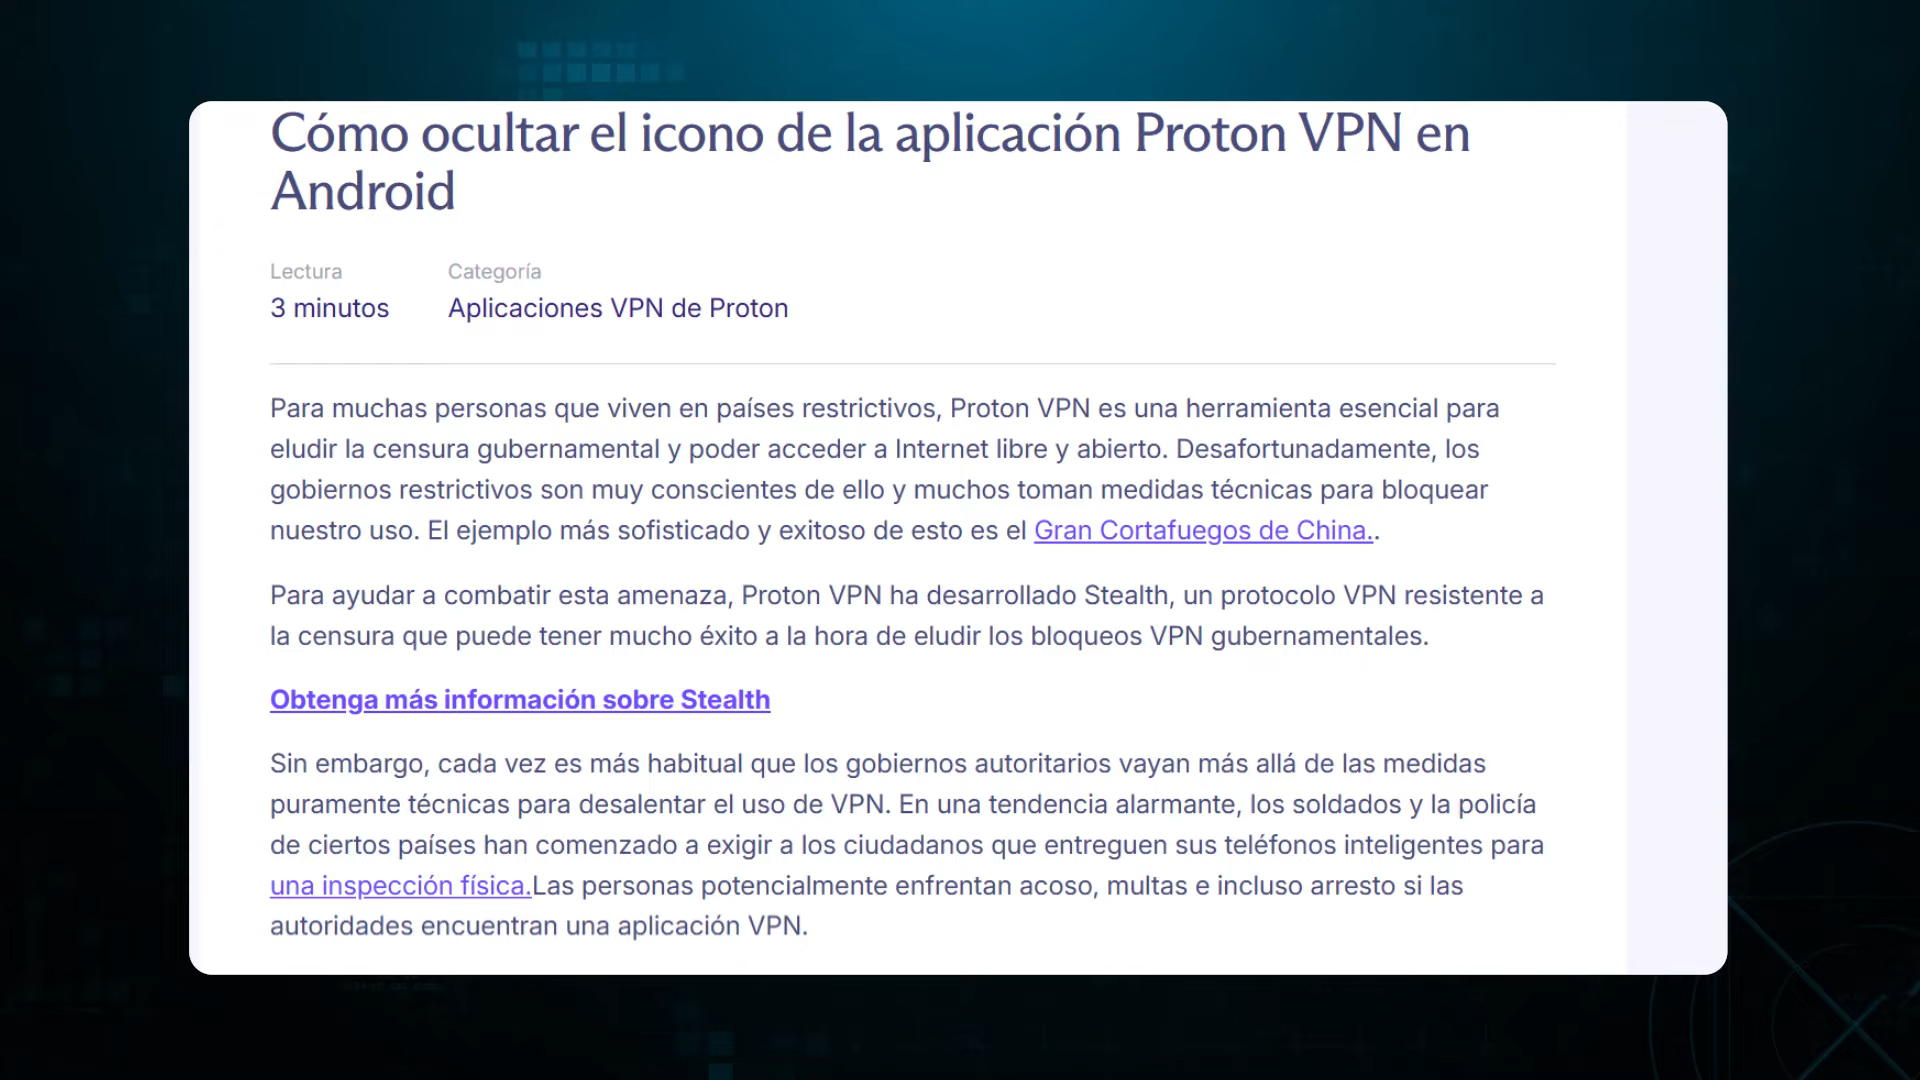 Cómo ocultar el icono de la aplicación Proton VPN en
Android
Lectura
Categoría
3 minutos
Aplicaciones VPN de Proton
Para muchas personas que viven en países restrictivos, Proton VPN es una herramienta esencial para
eludir la censura gubernamental y poder acceder a Internet libre y abierto. Desafortunadamente, los
gobiernos restrictivos son muy conscientes de ello y muchos toman medidas técnicas para bloquear
nuestro uso. El ejemplo más sofisticado y exitoso de esto es el Gran Cortafuegos de China..
Para ayudar a combatir esta amenaza, Proton VPN ha desarrollado Stealth, un protocolo VPN resistente a
la censura que puede tener mucho éxito a la hora de eludir los bloqueos VPN gubernamentales.
Obtenga más información sobre Stealth
Sin embargo, cada vez es más habitual que los gobiernos autoritarios vayan más allá de las medidas
puramente técnicas para desalentar el uso de VPN. En una tendencia alarmante, los soldados y la policía
de ciertos países han comenzado a exigir a los ciudadanos que entreguen sus teléfonos inteligentes para
una inspección física.Las personas potencialmente enfrentan acoso, multas e incluso arresto si las
autoridades encuentran una aplicación VPN.